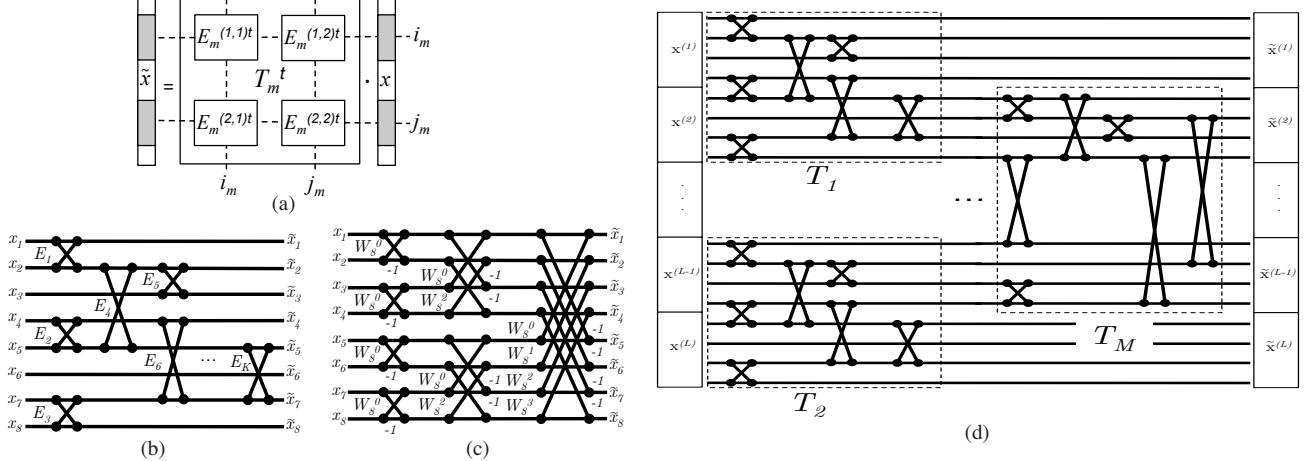 x̃ = E_m^(1,1)t E_m^(1,2)t T_m^t E_m^(2,1)t E_m^(2,2)t · x i_m j_m
i_m j_m
(a)
x_1 E_1 x̃_1
x_2 x̃_2
x_3 E_4 E_5 x̃_3
x_4 E_2 x̃_4
x_5 E_6 ... E_K x̃_5
x_6 x̃_6
x_7 E_3 x̃_7
x_8 x̃_8
(b)
x_1 W_8^0 -1 x̃_1
x_2 W_8^0 -1 x̃_2
x_3 W_8^0 W_8^2 -1 x̃_3
x_4 -1 W_8^0 -1 x̃_4
x_5 W_8^0 W_8^1 -1 x̃_5
x_6 -1 W_8^0 -1 W_8^2 -1 x̃_6
x_7 W_8^0 W_8^2 -1 W_8^3 -1 x̃_7
x_8 -1 x̃_8
(c)
x^(1) x̃^(1)
x^(2) x̃^(2)
T_1
⋮ ... ⋮
x^(L-1) x̃^(L-1)
x^(L) T_M x̃^(L)
T_2
(d)